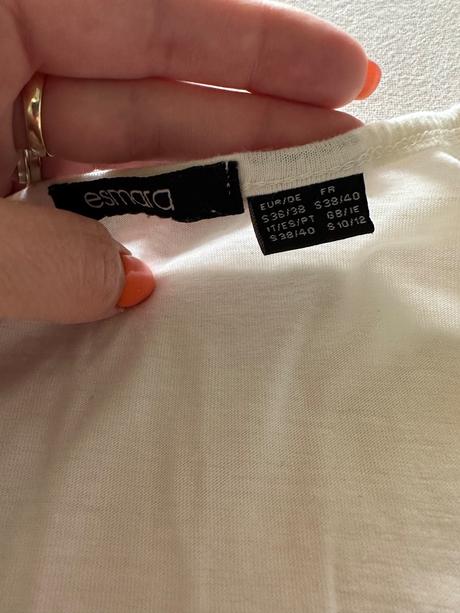 esmara
EUR/DE FR
S36/38 S38/40
IT/ES/PT GB/IE
S38/40 S10/12